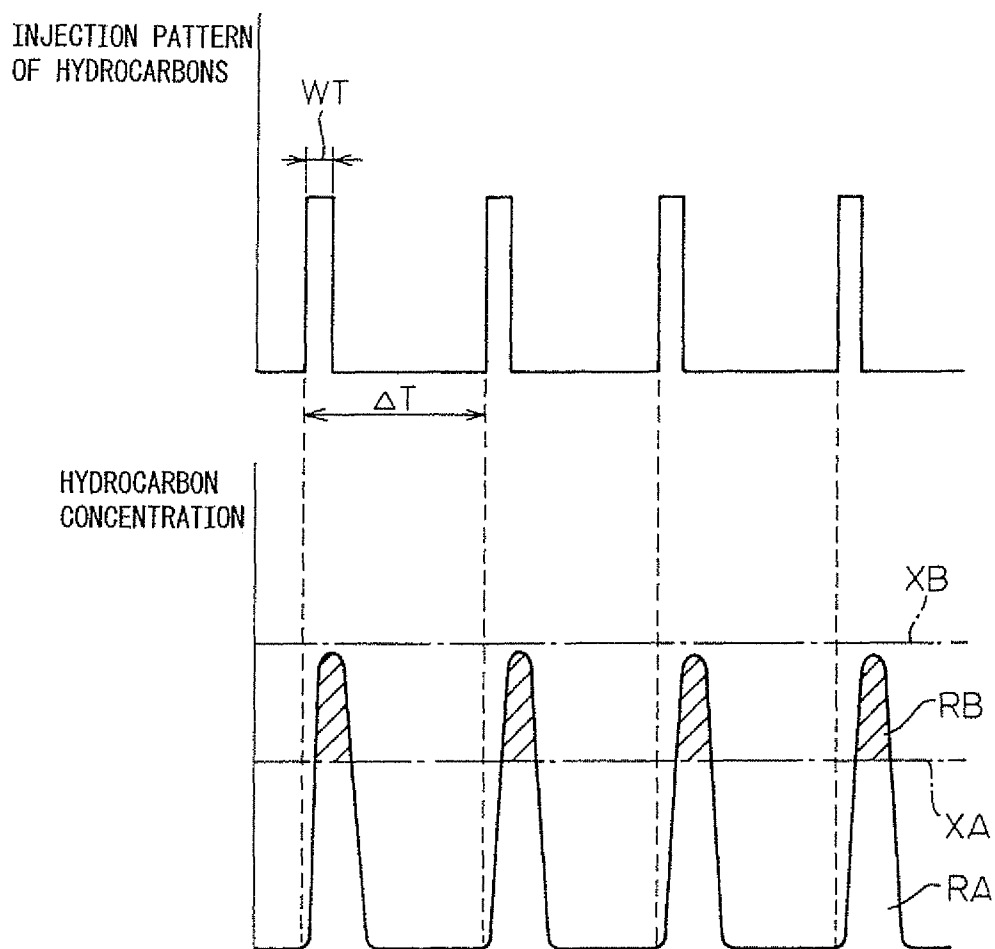 INJECTION PATTERN
OF HYDROCARBONS
WT
ΔT
HYDROCARBON
CONCENTRATION
XB
RB
XA
RA